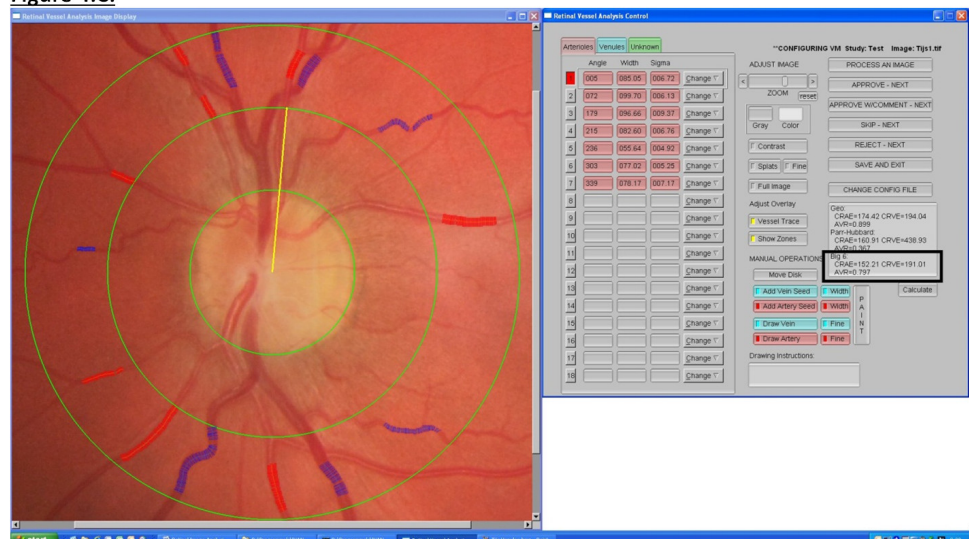 Retinal Vessel Analysis Image Display
Retinal Vessel Analysis Control
Arterioles Venules Unknown
**CONFIGURING VM Study: Test Image: Tijs1.tif
Angle Width Sigma
005 085.05 006.72 Change
2 072 099.70 006.13 Change
3 179 096.66 009.37 Change
4 215 082.60 006.76 Change
5 236 055.64 004.92 Change
6 303 077.02 005.25 Change
7 339 078.17 007.17 Change
8 Change
9 Change
10 Change
11 Change
12 Change
13 Change
14 Change
15 Change
16 Change
17 Change
18 Change
ADJUST IMAGE
< >
ZOOM reset
Gray Color
Contrast
Splats Fine
Full Image
Adjust Overlay
Vessel Trace
Show Zones
MANUAL OPERATIONS
Move Disk
Add Vein Seed Width
Add Artery Seed Width
Draw Vein Fine
Draw Artery Fine
PAINT
Drawing Instructions:
PROCESS AN IMAGE
APPROVE - NEXT
APPROVE W/COMMENT - NEXT
SKIP - NEXT
REJECT - NEXT
SAVE AND EXIT
CHANGE CONFIG FILE
Geo:
CRAE=174.42 CRVE=194.04
AVR=0.899
Parr-Hubbard:
CRAE=160.91 CRVE=438.93
AVR=0.367
Big 6:
CRAE=152.21 CRVE=191.01
AVR=0.797
Calculate